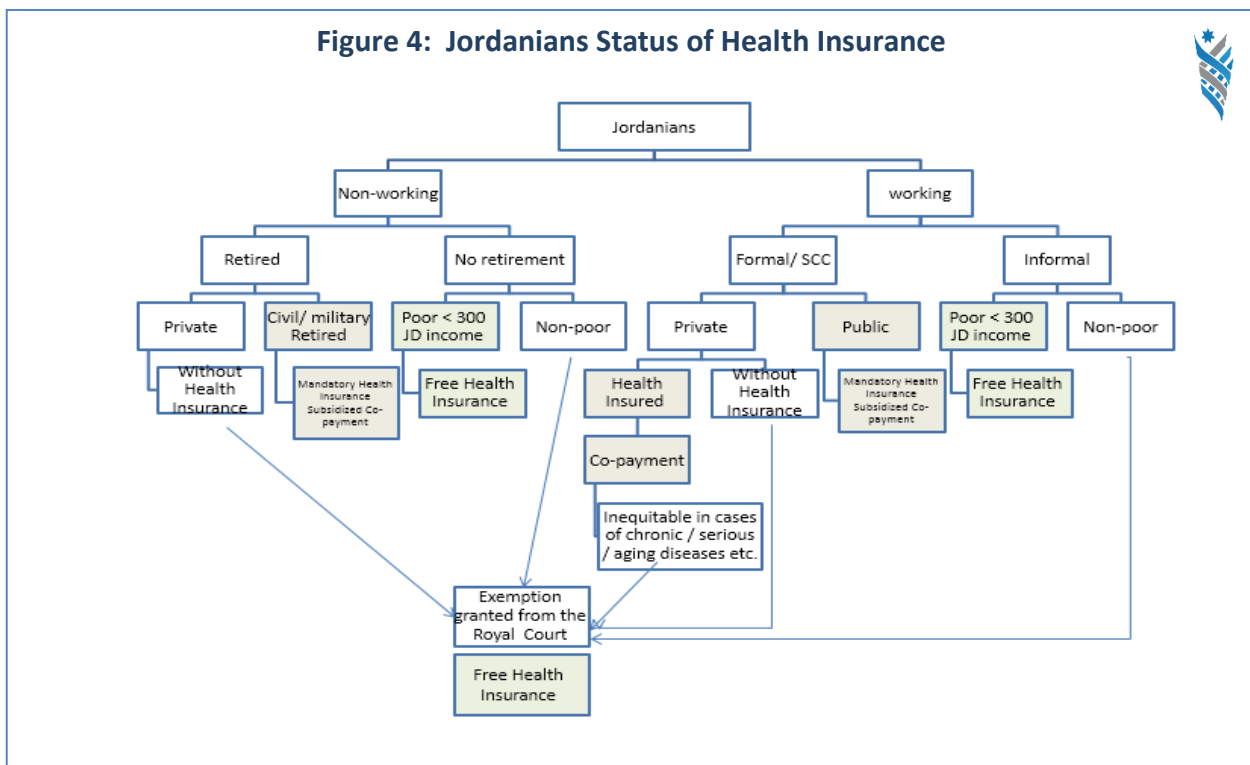 Figure 4: Jordanians Status of Health Insurance
Jordanians
Non-working
working
Retired
No retirement
Formal/ SCC
Informal
Private
Civil/ military
Retired
Poor < 300
JD income
Non-poor
Private
Public
Poor < 300
JD income
Non-poor
Without
Health
Insurance
Mandatory Health
Insurance
Subsidized Co-
payment
Free Health
Insurance
Health
Insured
Without
Health
Insurance
Mandatory Health
Insurance
Subsidized Co-
payment
Free Health
Insurance
Co-payment
Inequitable in cases
of chronic / serious
/ aging diseases etc.
Exemption
granted from the
Royal Court
Free Health
Insurance